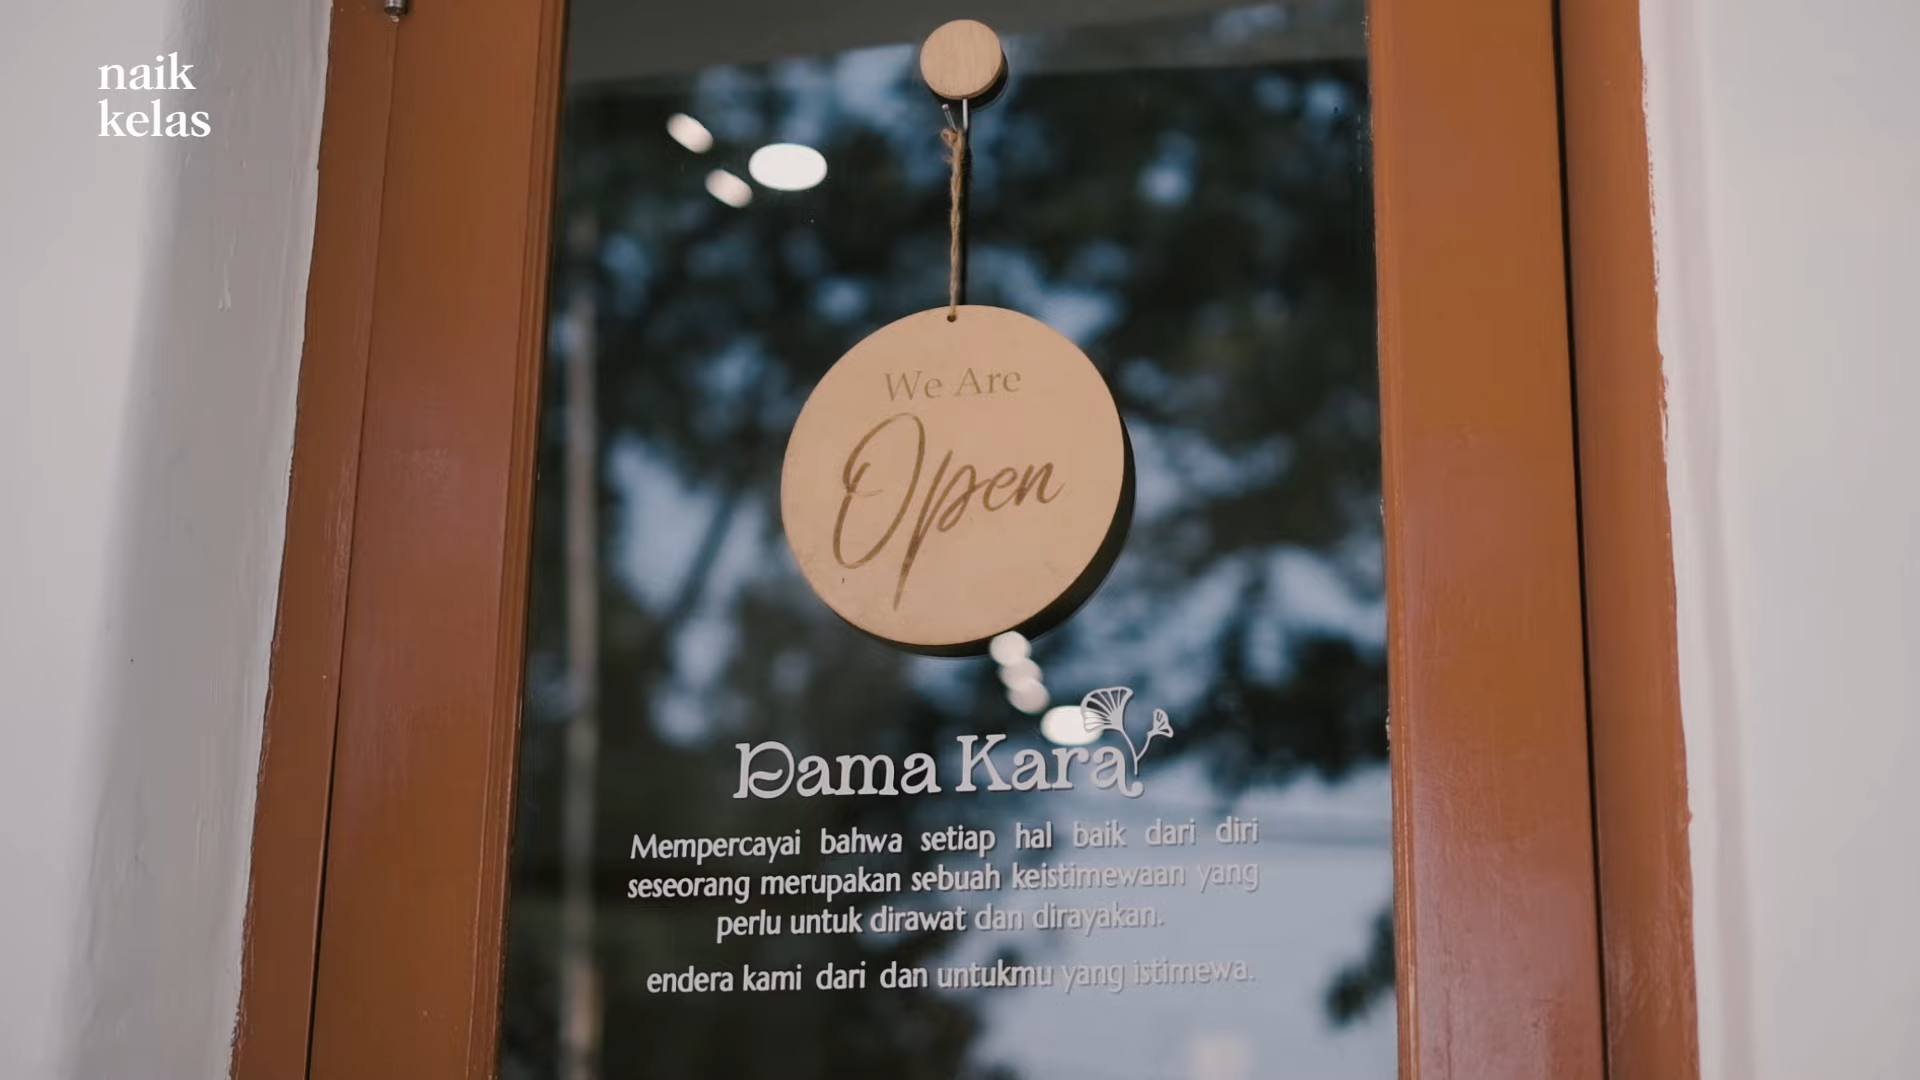 naik
kelas
We Are
Open
Dama Kara
Mempercayai bahwa setiap hal baik dari diri
seseorang merupakan sebuah keistimewaan yang
perlu untuk dirawat dan dirayakan.
endera kami dari dan untukmu yang istimewa.